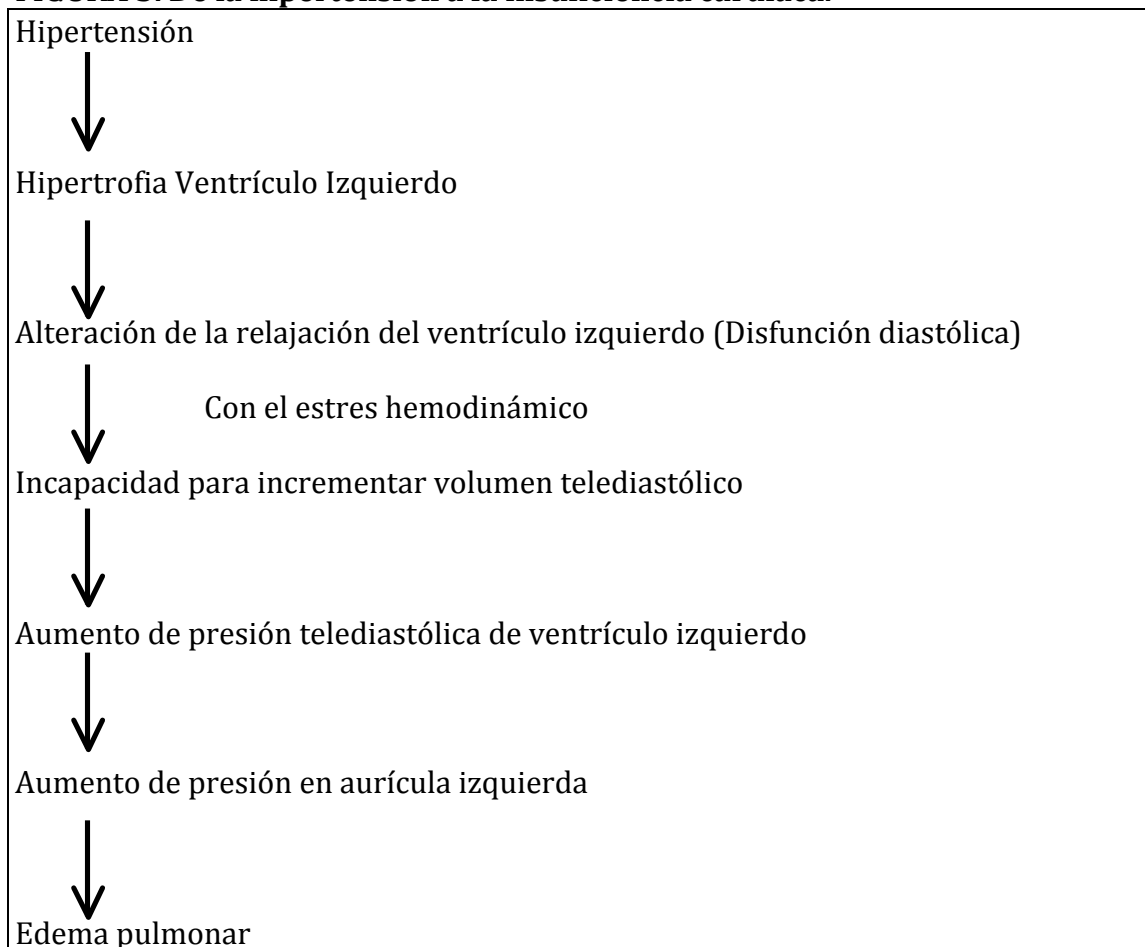 Hipertensión
Hipertrofia Ventrículo Izquierdo
Alteración de la relajación del ventrículo izquierdo (Disfunción diastólica)
Con el estres hemodinámico
Incapacidad para incrementar volumen telediastólico
Aumento de presión telediastólica de ventrículo izquierdo
Aumento de presión en aurícula izquierda
Edema pulmonar